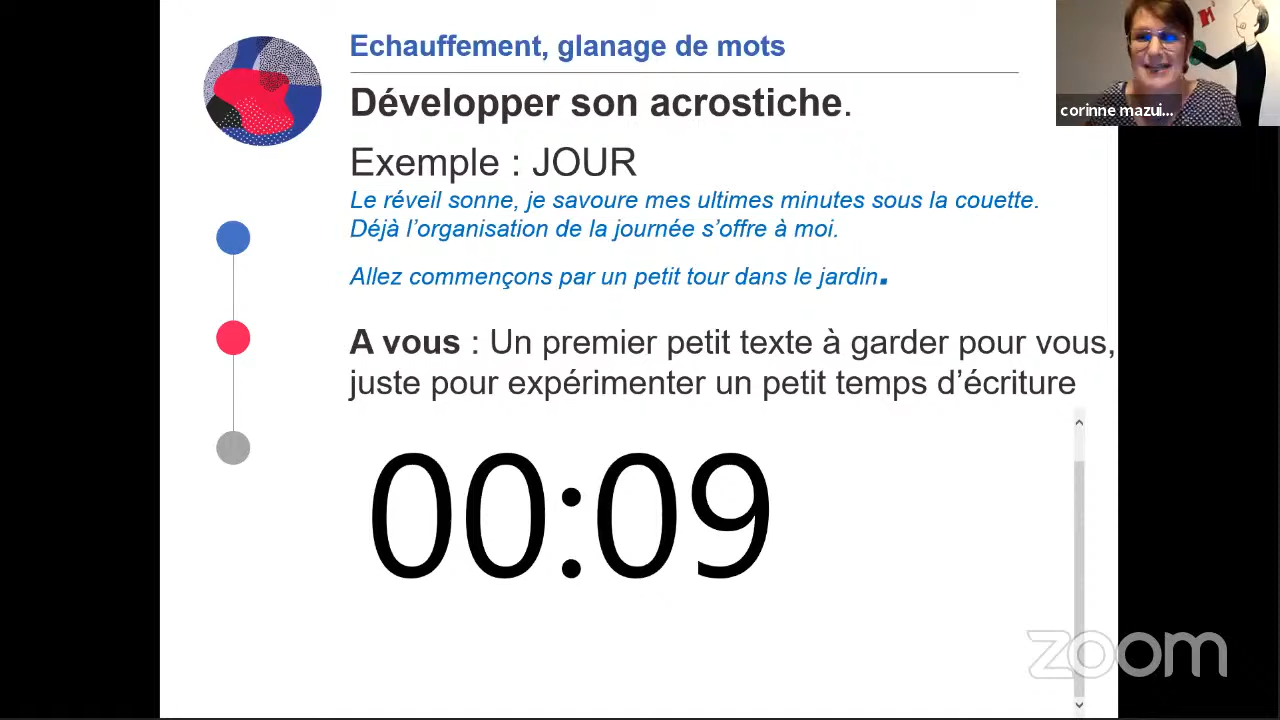 Echauffement, glanage de mots
Développer son acrostiche.
Exemple : JOUR
Le réveil sonne, je savoure mes ultimes minutes sous la couette.
Déjà l’organisation de la journée s’offre à moi.
Allez commençons par un petit tour dans le jardin.
A vous : Un premier petit texte à garder pour vous,
juste pour expérimenter un petit temps d’écriture
00:09
corinne mazui...
zoom